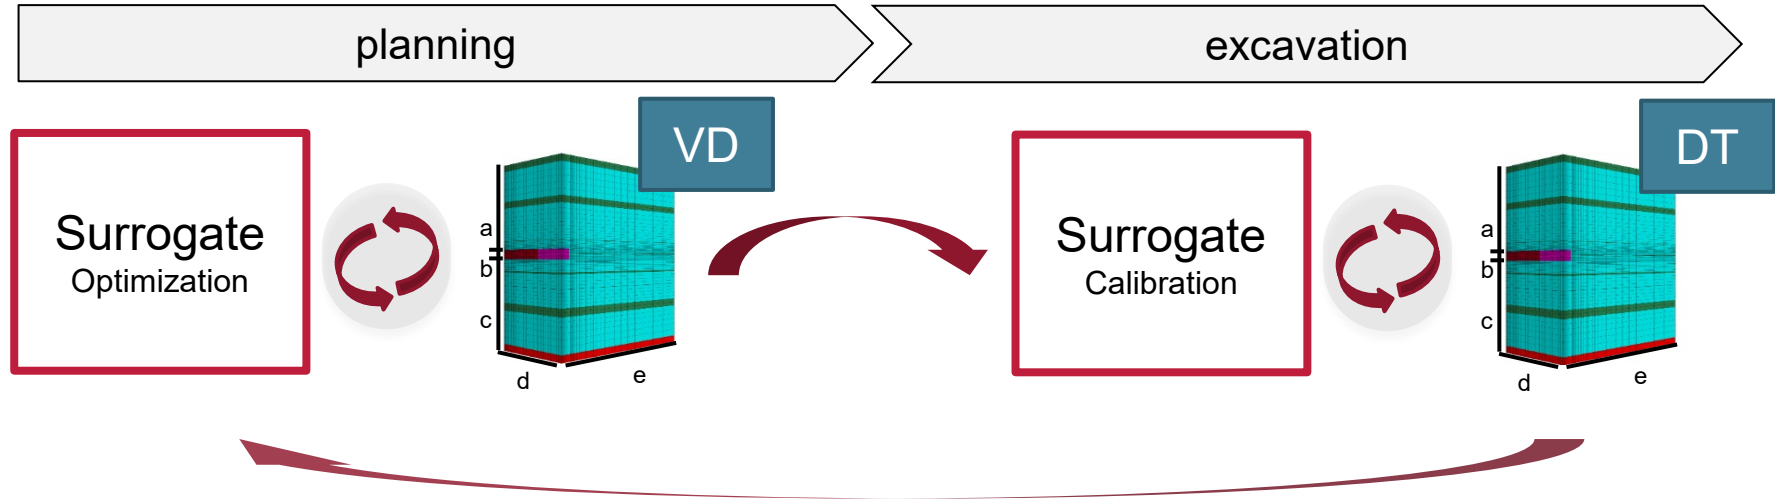 planning
excavation
VD
Surrogate
Optimization
a
b
c
d
e
DT
Surrogate
Calibration
a
b
c
d
e